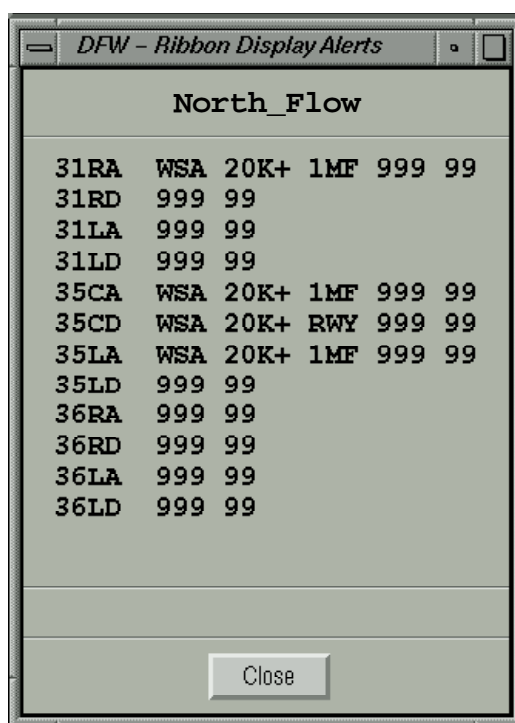 DFW – Ribbon Display Alerts
North_Flow
31RA WSA 20K+ 1MF 999 99
31RD 999 99
31LA 999 99
31LD 999 99
35CA WSA 20K+ 1MF 999 99
35CD WSA 20K+ RWY 999 99
35LA WSA 20K+ 1MF 999 99
35LD 999 99
36RA 999 99
36RD 999 99
36LA 999 99
36LD 999 99
Close